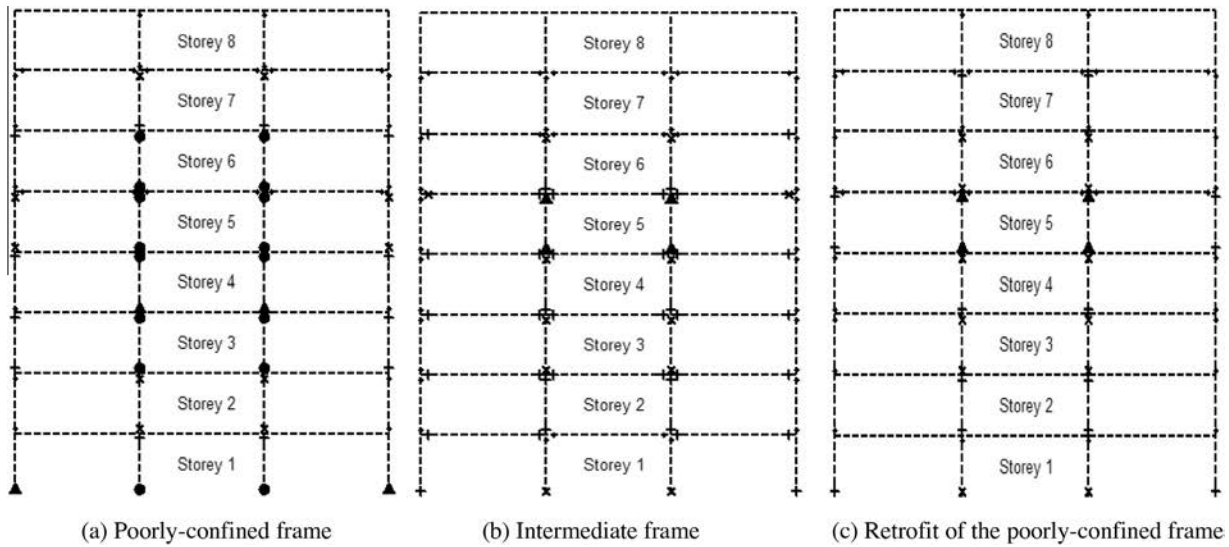 Storey 8
Storey 7
Storey 6
Storey 5
Storey 4
Storey 3
Storey 2
Storey 1
(a) Poorly-confined frame
Storey 8
Storey 7
Storey 6
Storey 5
Storey 4
Storey 3
Storey 2
Storey 1
(b) Intermediate frame
Storey 8
Storey 7
Storey 6
Storey 5
Storey 4
Storey 3
Storey 2
Storey 1
(c) Retrofit of the poorly-confined frame